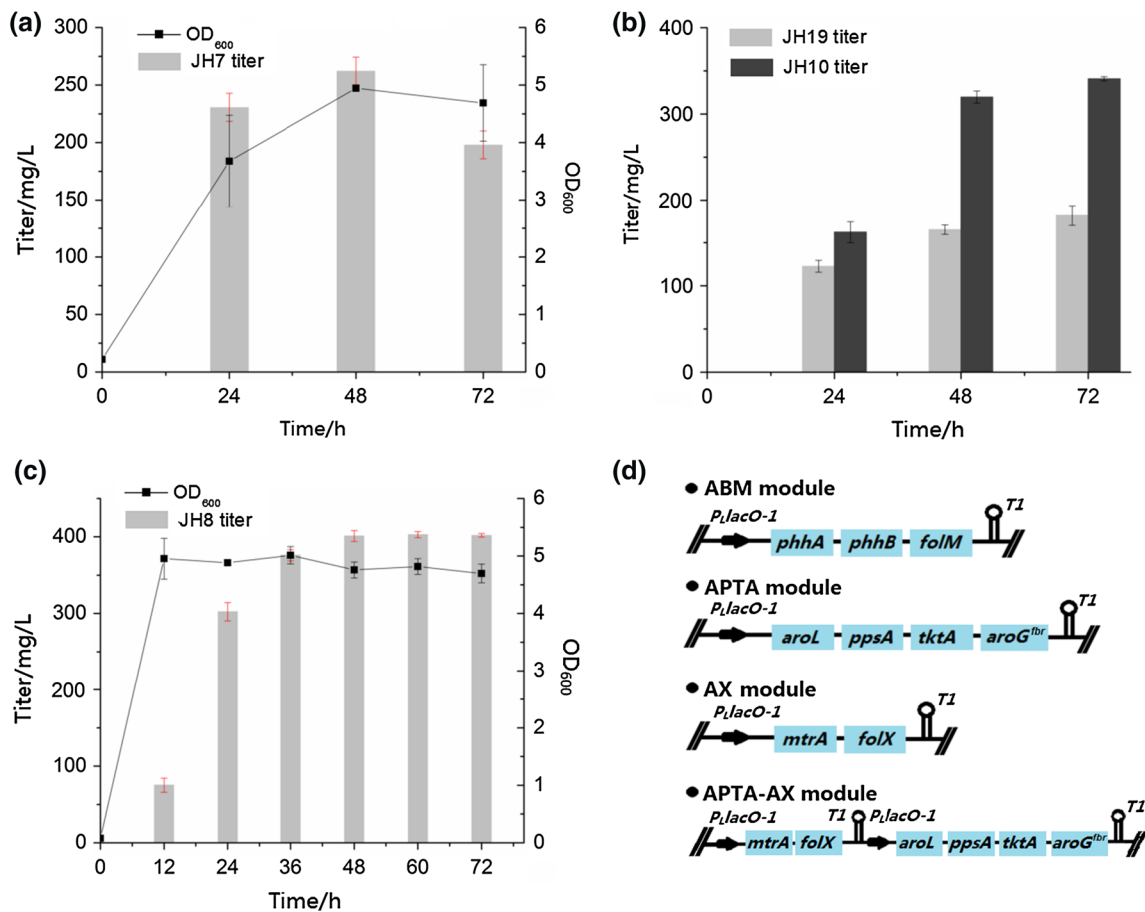 (a)
OD600
JH7 titer
300
250
200
150
100
50
0
Titer/mg/L
6
5
4
3
2
1
0
OD600
0 24 48 72
Time/h
(b)
JH19 titer
JH10 titer
400
300
200
100
0
Titer/mg/L
0 24 48 72
Time/h
(c)
OD600
JH8 titer
400
300
200
100
0
Titer/mg/L
6
5
4
3
2
1
0
OD600
0 12 24 36 48 60 72
Time/h
(d)
ABM module
PLlacO-1 T1
phhA phhB folM
APTA module
PLlacO-1 T1
aroL ppsA tktA aroGfbr
AX module
PLlacO-1 T1
mtrA folX
APTA-AX module
PLlacO-1 T1 PLlacO-1 T1
mtrA folX aroL ppsA tktA aroGfbr